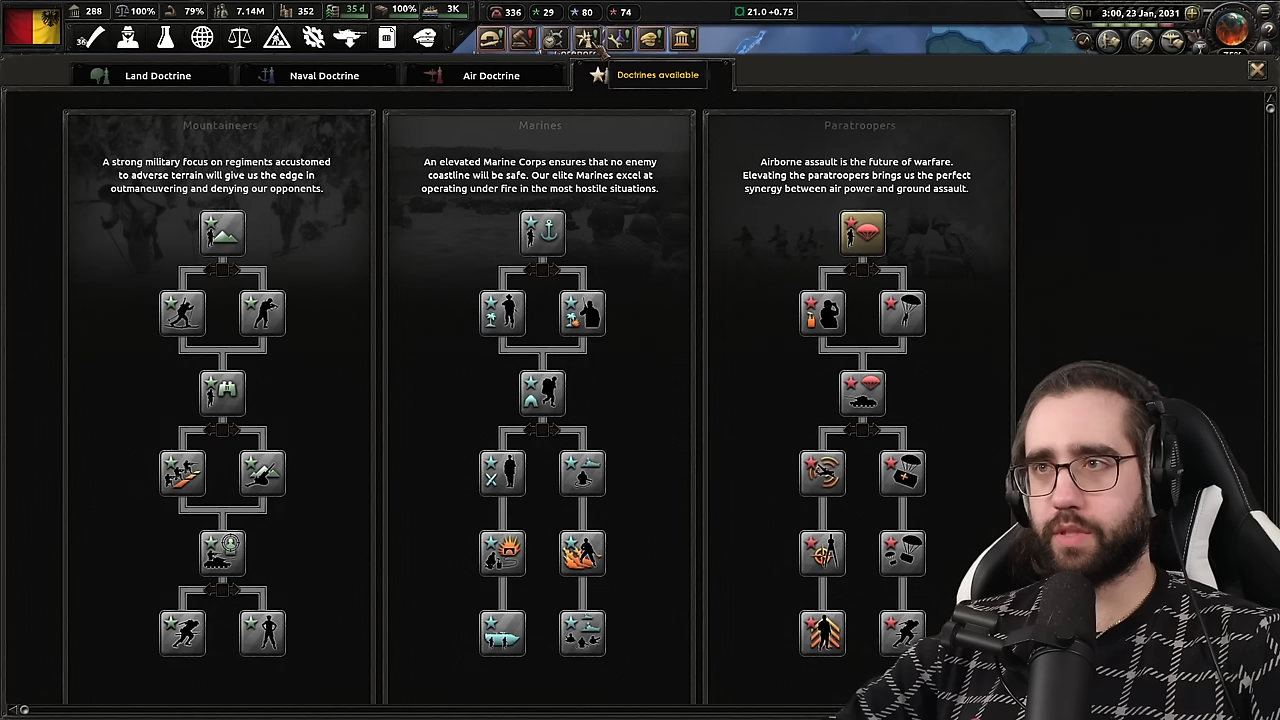 288
100%
79%
7.14M
352
35 d
100%
3K
336
29
80
74
21.0 +0.75
3:00, 23 Jan, 2031
36
Land Doctrine
Naval Doctrine
Air Doctrine
Doctrines available
Mountaineers
A strong military focus on regiments accustomed
to adverse terrain will give us the edge in
outmaneuvering and denying our opponents.
Marines
An elevated Marine Corps ensures that no enemy
coastline will be safe. Our elite Marines excel at
operating under fire in the most hostile situations.
Paratroopers
Airborne assault is the future of warfare.
Elevating the paratroopers brings us the perfect
synergy between air power and ground assault.